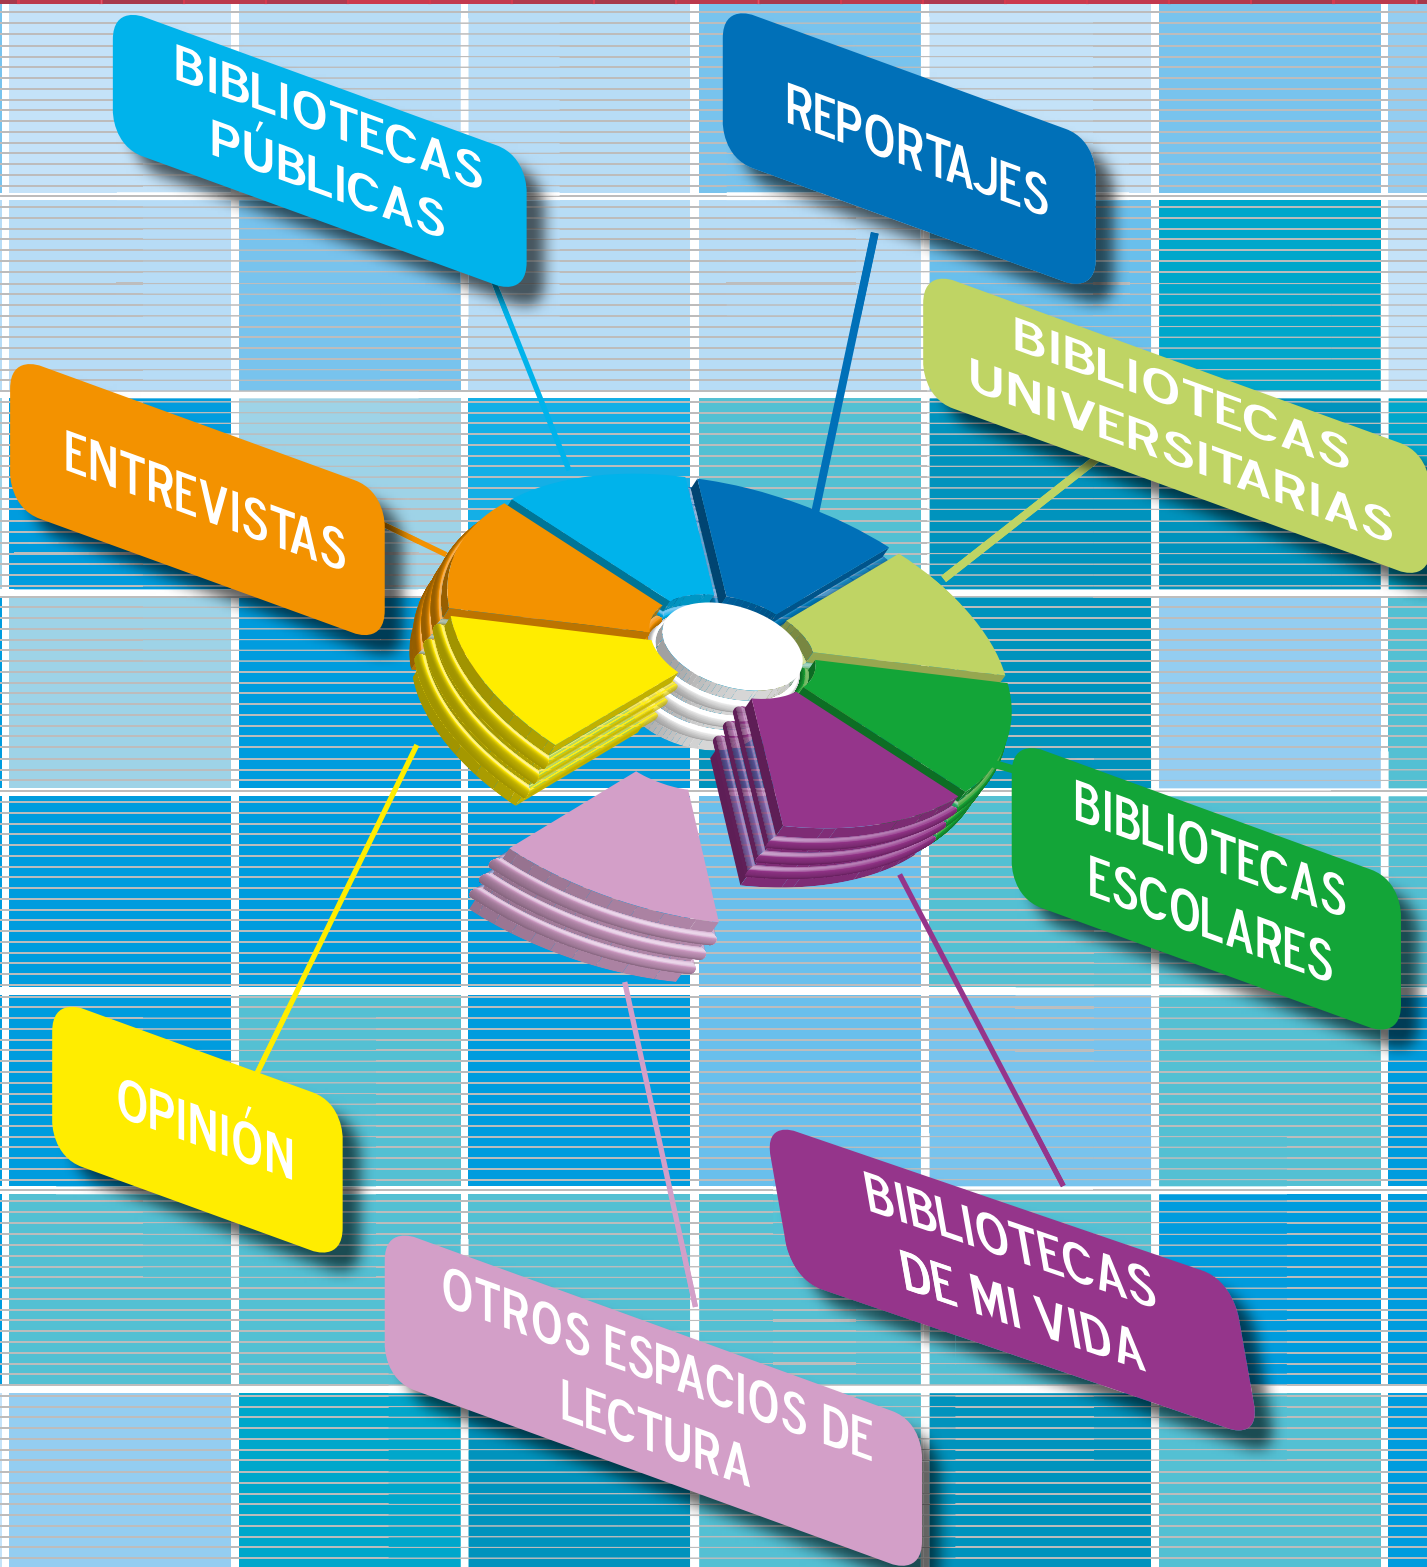 BIBLIOTECAS
PÚBLICAS
REPORTAJES
BIBLIOTECAS
UNIVERSITARIAS
ENTREVISTAS
BIBLIOTECAS
ESCOLARES
OPINIÓN
BIBLIOTECAS
DE MI VIDA
OTROS ESPACIOS DE
LECTURA